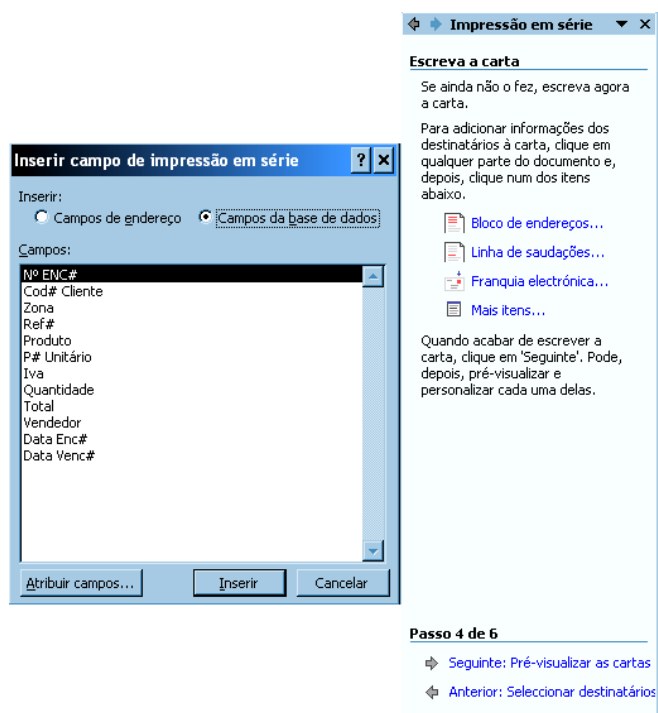 Impressão em série
Escreva a carta
Se ainda não o fez, escreva agora
a carta.
Para adicionar informações dos
destinatários à carta, clique em
qualquer parte do documento e,
depois, clique num dos itens
abaixo.
Bloco de endereços...
Linha de saudações...
Franquia electrónica...
Mais itens...
Quando acabar de escrever a
carta, clique em 'Seguinte'. Pode,
depois, pré-visualizar e
personalizar cada uma delas.
Passo 4 de 6
Seguinte: Pré-visualizar as cartas
Anterior: Seleccionar destinatários
Inserir campo de impressão em série
Inserir:
Campos de endereço Campos da base de dados
Campos:
Nº ENC#
Cod# Cliente
Zona
Ref#
Produto
P# Unitário
Iva
Quantidade
Total
Vendedor
Data Enc#
Data Venc#
Atribuir campos... Inserir Cancelar